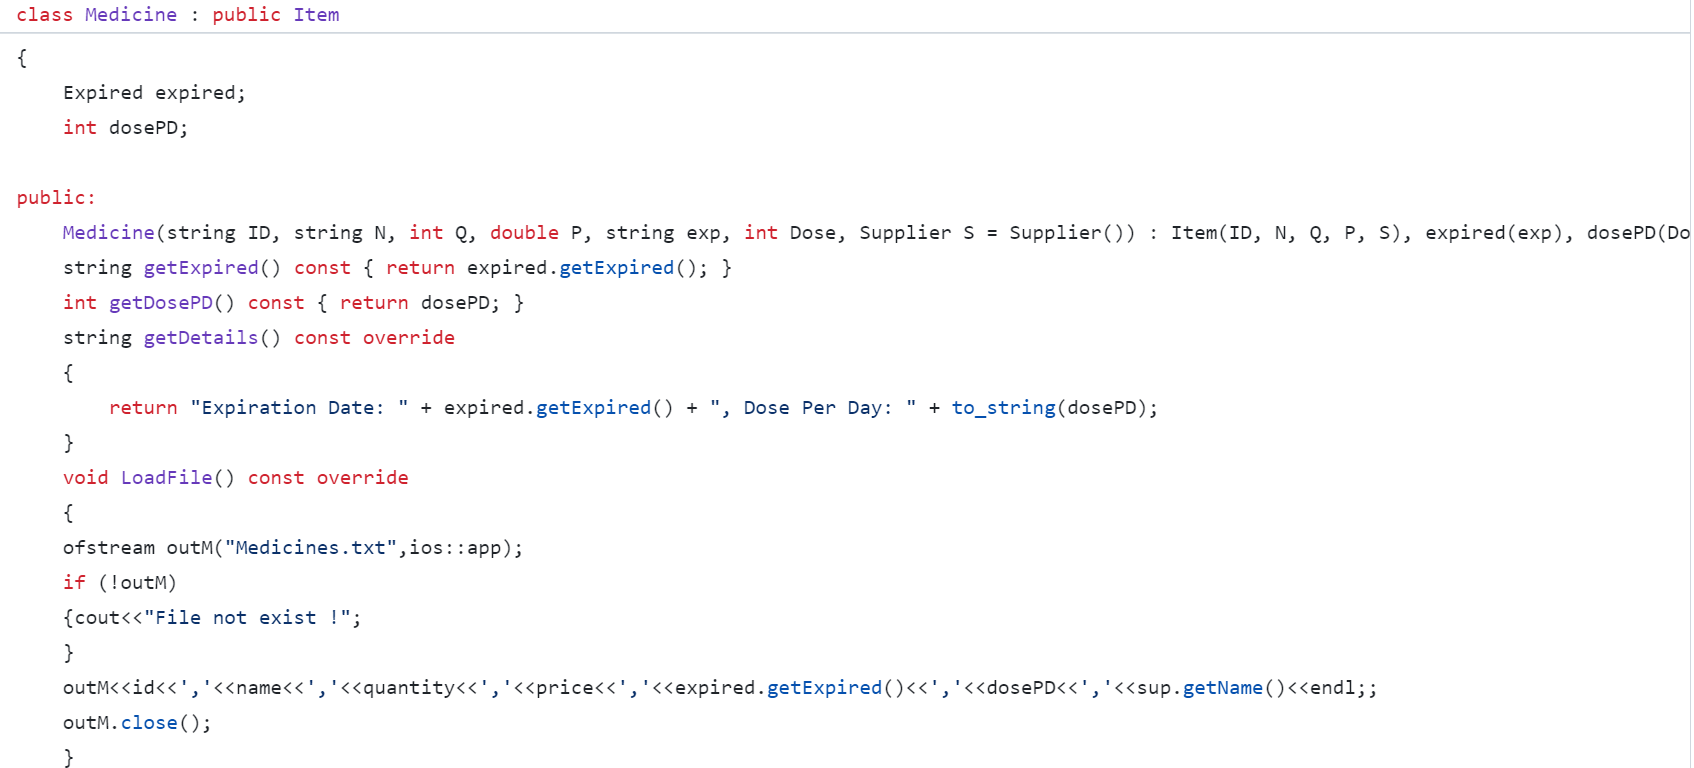 class Medicine : public Item
{
    Expired expired;
    int dosePD;

public:
    Medicine(string ID, string N, int Q, double P, string exp, int Dose, Supplier S = Supplier()) : Item(ID, N, Q, P, S), expired(exp), dosePD(Do
    string getExpired() const { return expired.getExpired(); }
    int getDosePD() const { return dosePD; }
    string getDetails() const override
    {
        return "Expiration Date: " + expired.getExpired() + ", Dose Per Day: " + to_string(dosePD);
    }
    void LoadFile() const override
    {
    ofstream outM("Medicines.txt",ios::app);
    if (!outM)
    {cout<<"File not exist !";
    }
    outM<<id<<','<<name<<','<<quantity<<','<<price<<','<<expired.getExpired()<<','<<dosePD<<','<<sup.getName()<<endl;;
    outM.close();
    }